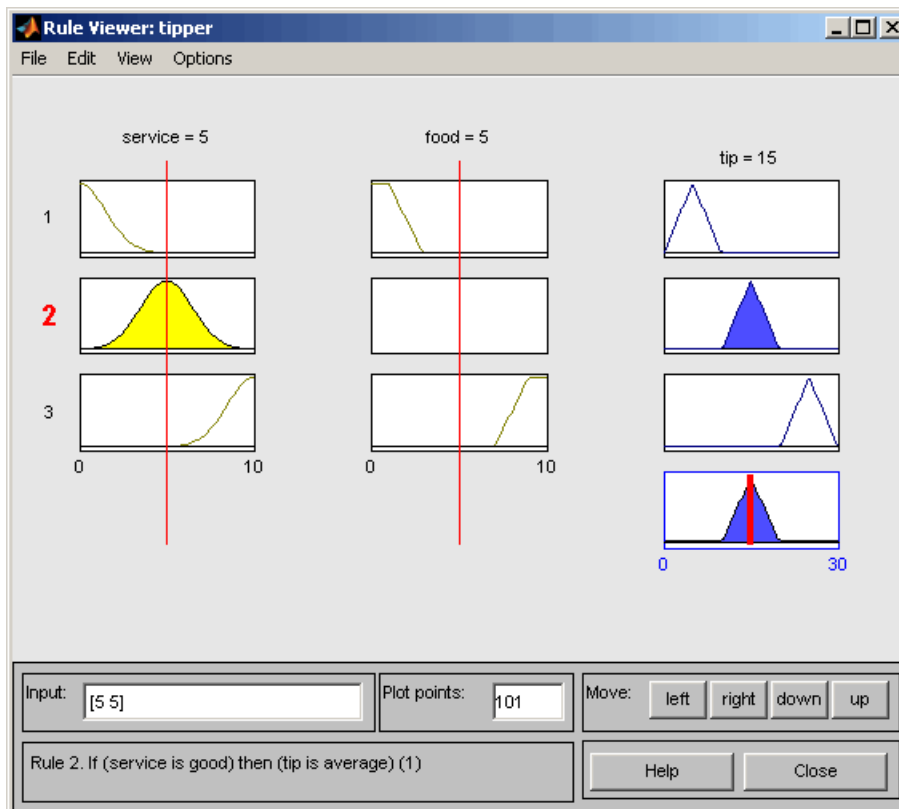 Rule Viewer: tipper
File Edit View Options
service = 5
food = 5
tip = 15
1
2
3
0 10
0 10
0 30
Input: [5 5]
Plot points: 101
Move: left right down up
Rule 2. If (service is good) then (tip is average) (1)
Help Close